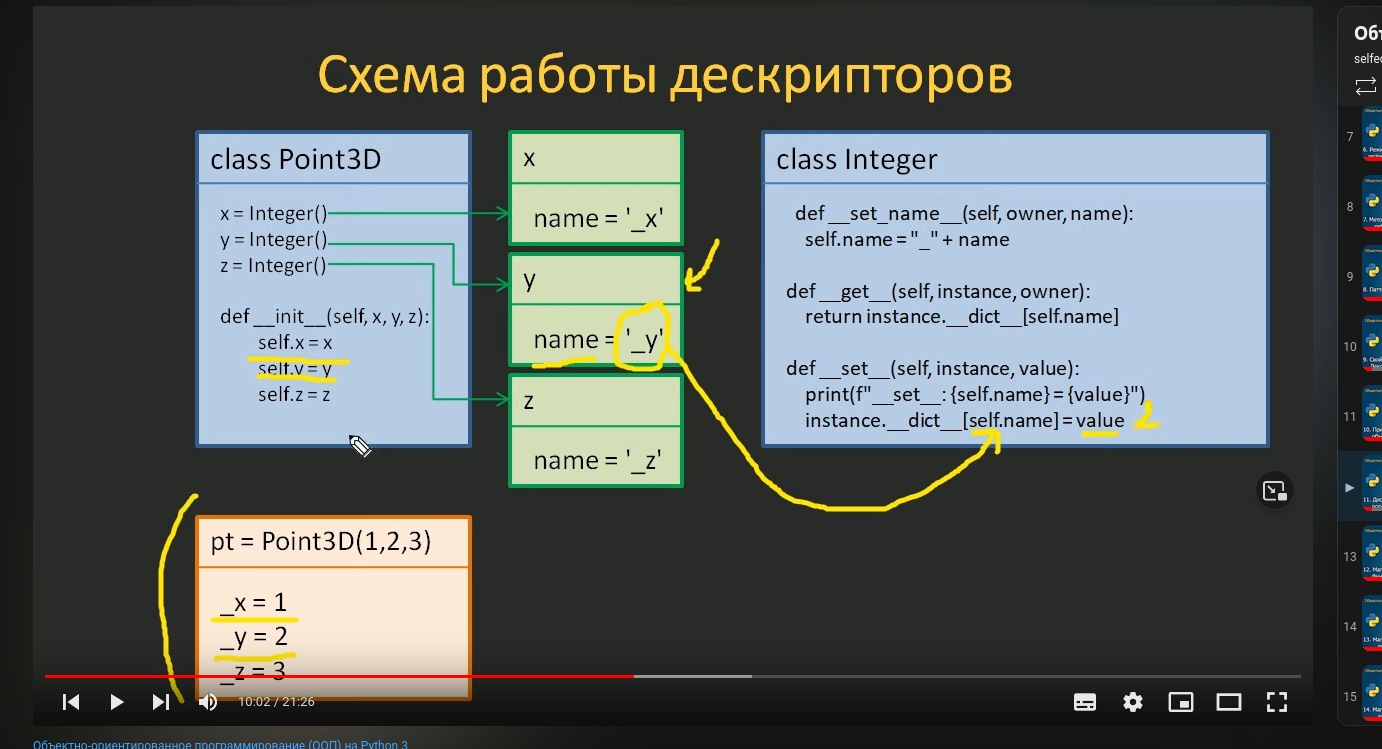 Схема работы дескрипторов
class Point3D
x = Integer()
y = Integer()
z = Integer()
def __init__(self, x, y, z):
self.x = x
self.y = y
self.z = z
x
name = '_x'
y
name = '_y'
z
name = '_z'
class Integer
def __set_name__(self, owner, name):
self.name = "_" + name
def __get__(self, instance, owner):
return instance.__dict__[self.name]
def __set__(self, instance, value):
print(f"__set__: {self.name} = {value}")
instance.__dict__[self.name] = value 2
pt = Point3D(1,2,3)
_x = 1
_y = 2
_z = 3
10:02 / 21:26
Объектно-ориентированное программирование (ООП) на Python 3
7
8
9
10
11
13
14
15